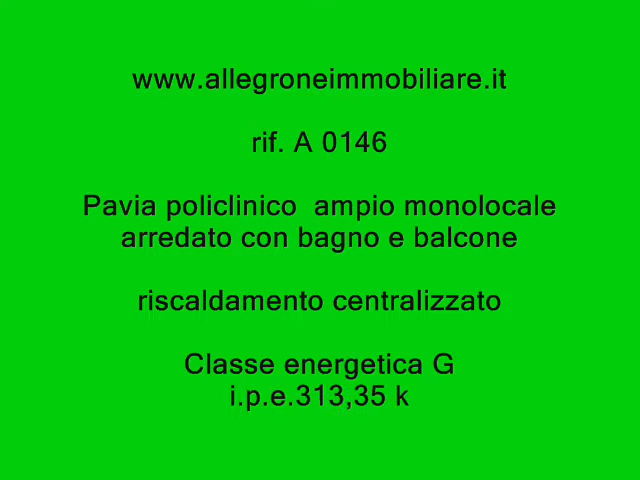 www.allegroneimmobiliare.it
rif. A 0146
Pavia policlinico  ampio monolocale
arredato con bagno e balcone
riscaldamento centralizzato
Classe energetica G
i.p.e.313,35 k